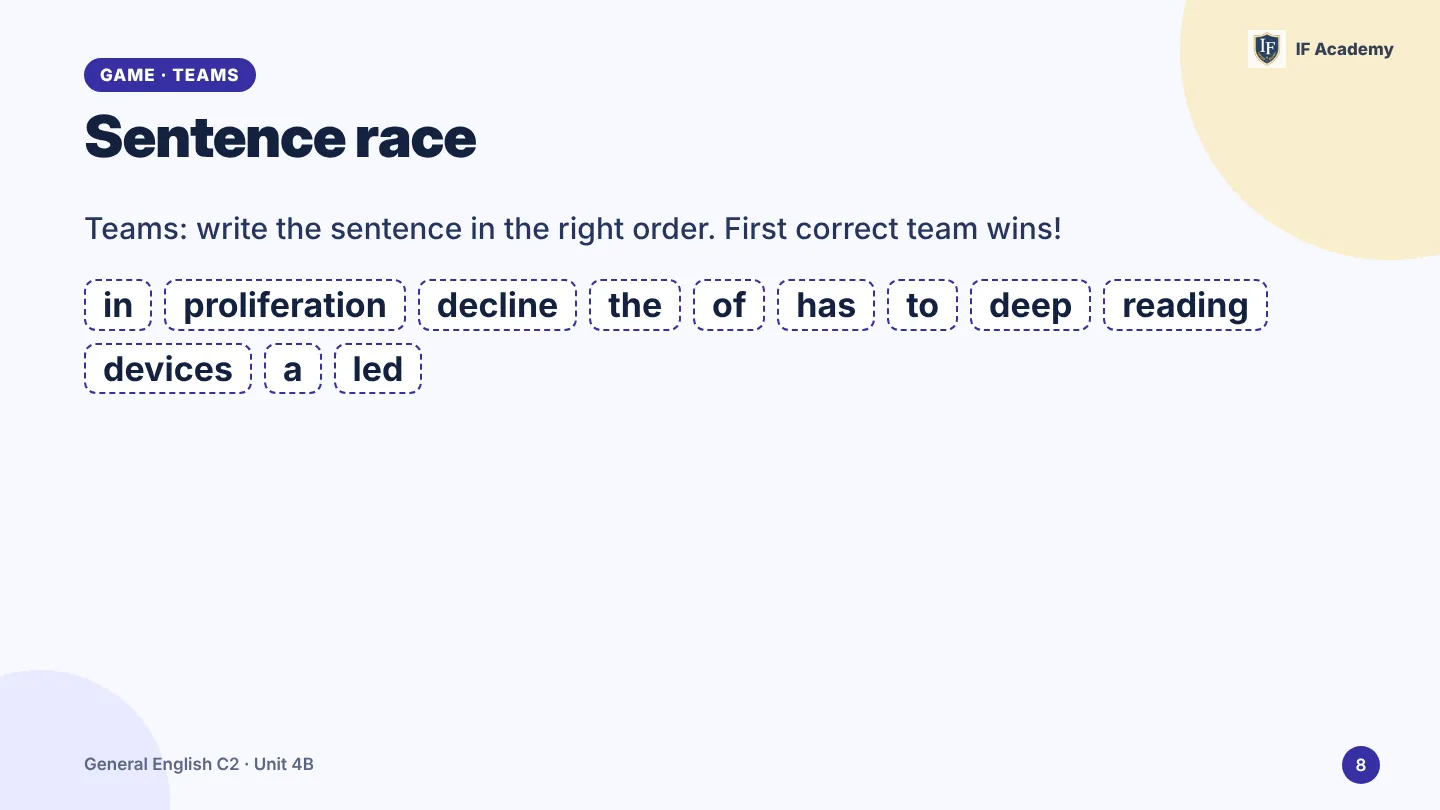 IF Academy
GAME · TEAMS
Sentence race
Teams: write the sentence in the right order. First correct team wins!
in proliferation decline the of has to deep reading
devices a led
General English C2 · Unit 4B
8